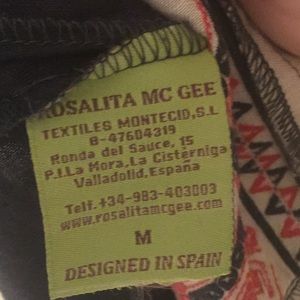 ROSALITA MC GEE
TEXTILES MONTECID,S.L
B-47604319
Ronda del Sauce, 15
P.I.La Mora,La Cistérniga
Valladolid,España
Telf.+34-983-403003
www.rosalitamcgee.com
M
DESIGNED IN SPAIN